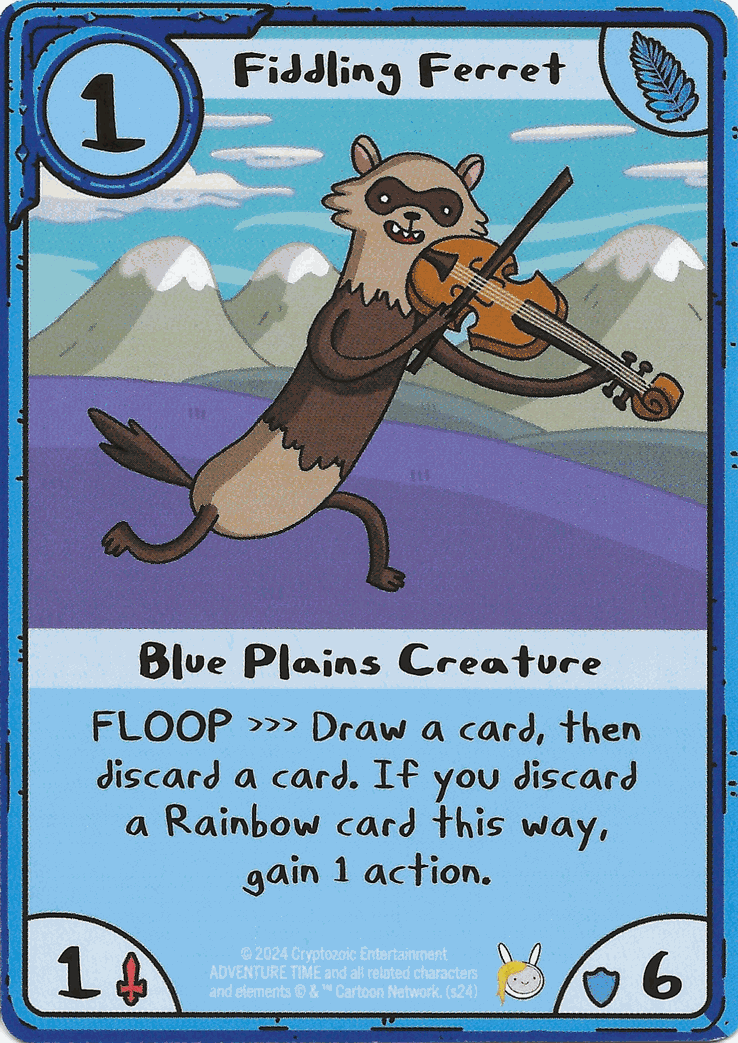 1
Fiddling Ferret
Blue Plains Creature
FLOOP >>> Draw a card, then
discard a card. If you discard
a Rainbow card this way,
gain 1 action.
1
© 2024 Cryptozoic Entertainment
ADVENTURE TIME and all related characters
and elements © & ™ Cartoon Network. (s24)
6